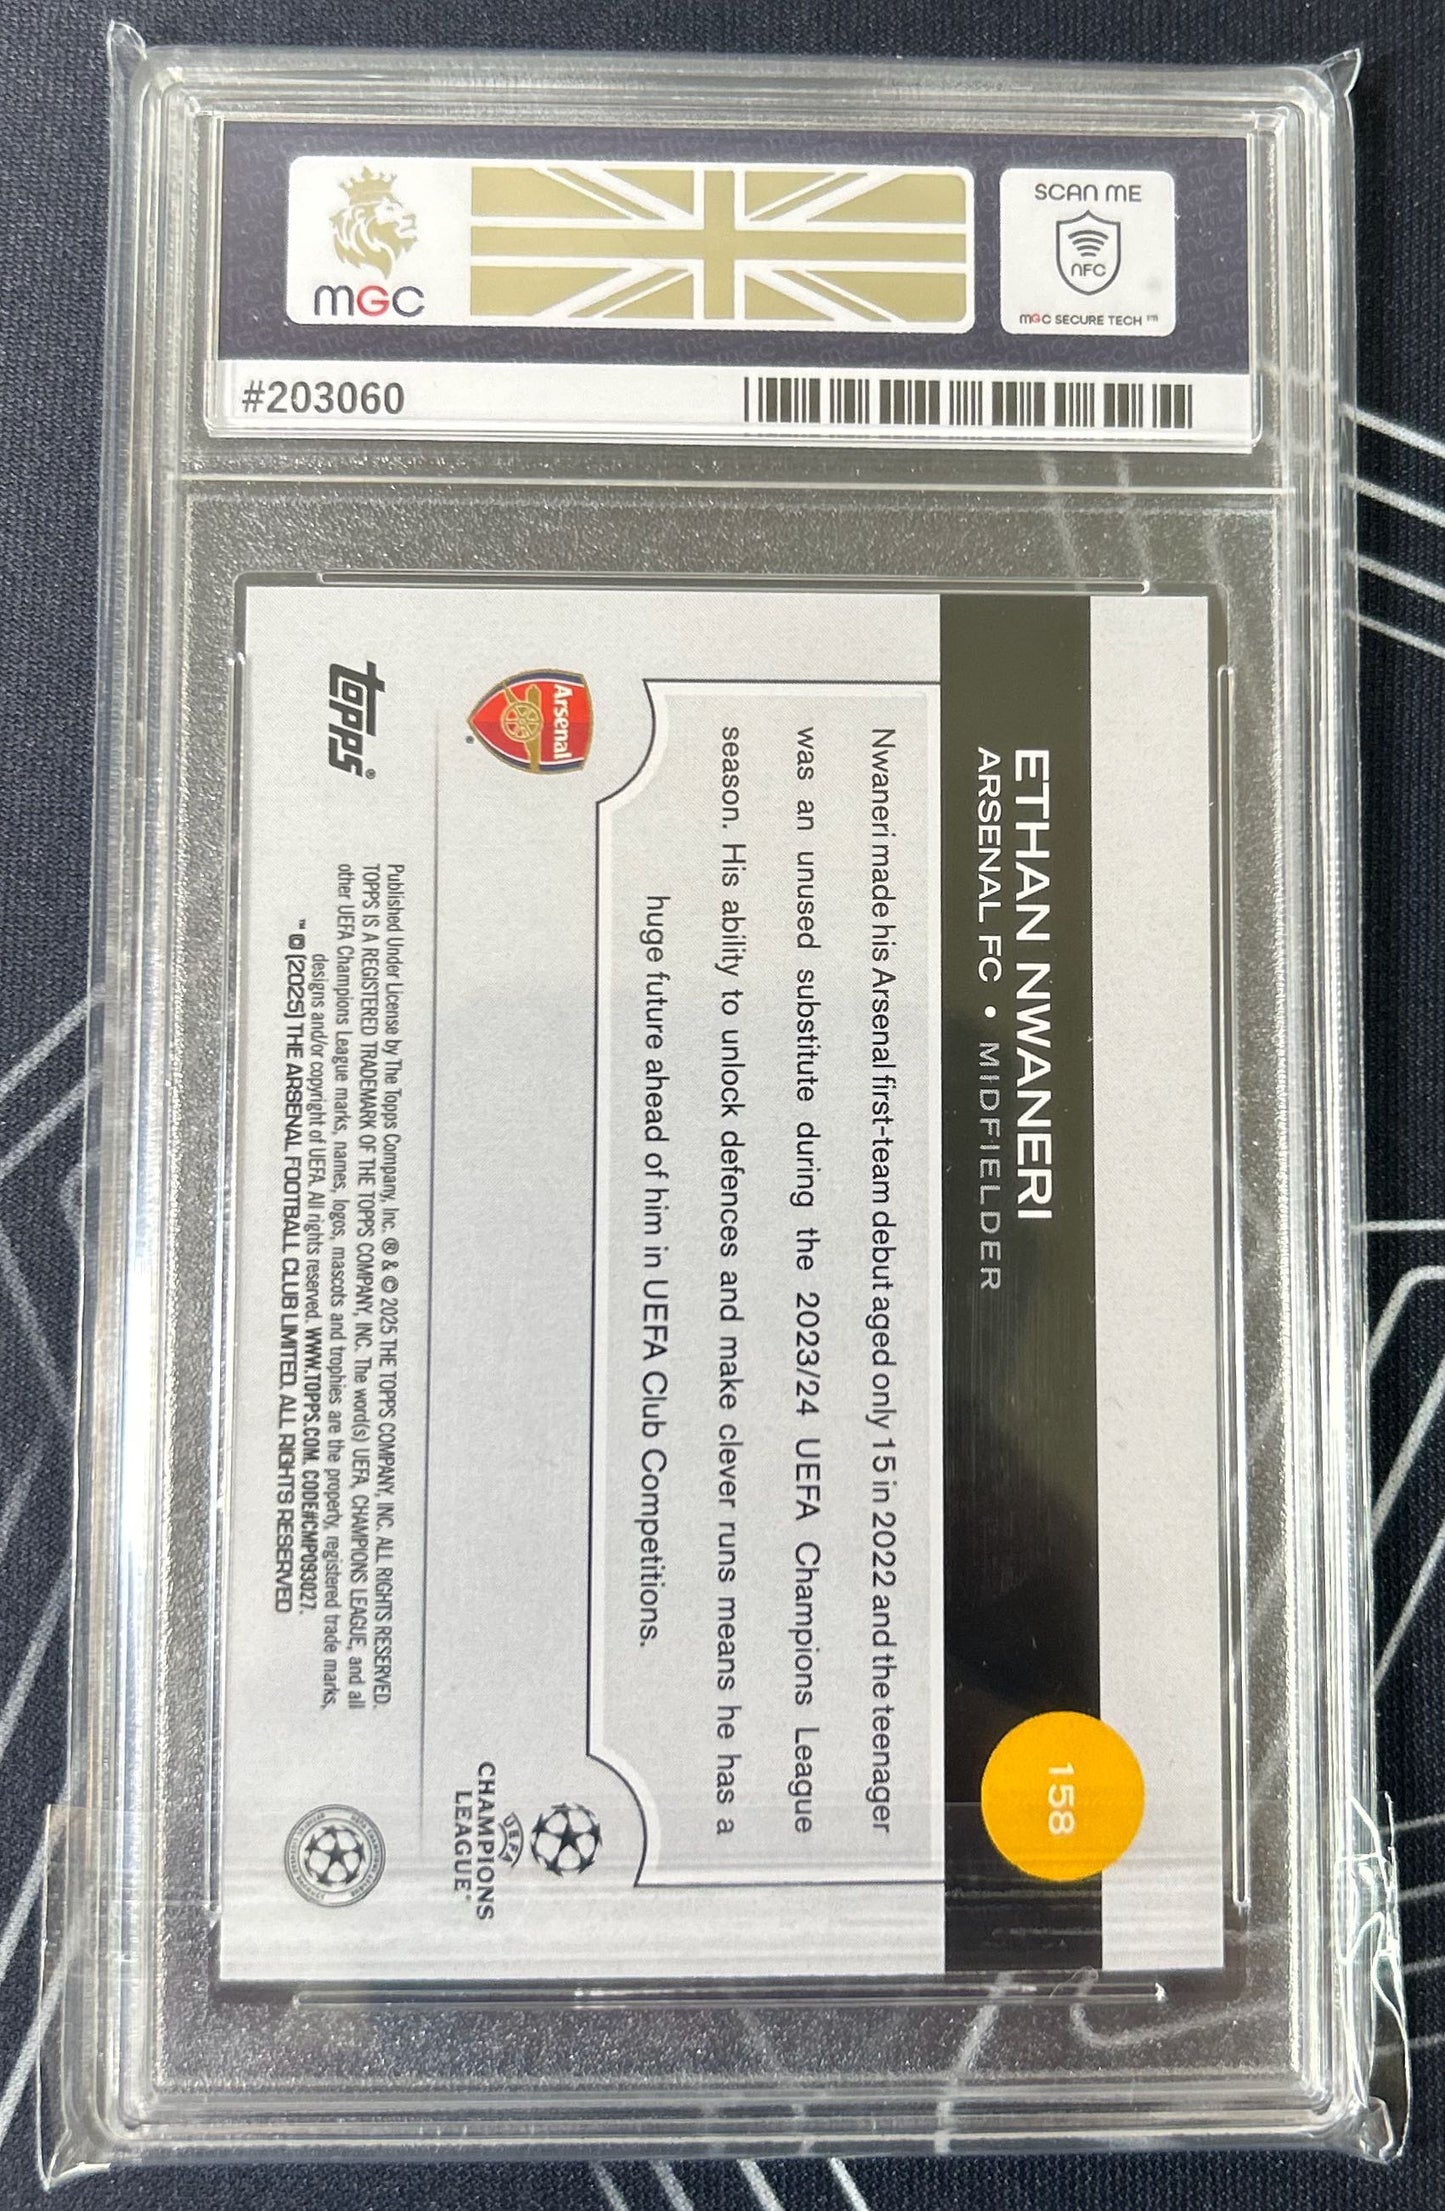 MGC
SCAN ME
NFC
MGC SECURE TECH ™
#203060
158
ETHAN NWANERI
ARSENAL FC • MIDFIELDER
Nwaneri made his Arsenal first-team debut aged only 15 in 2022 and the teenager
was an unused substitute during the 2023/24 UEFA Champions League
season. His ability to unlock defences and make clever runs means he has a
huge future ahead of him in UEFA Club Competitions.
Arsenal
®
UEFA
CHAMPIONS
LEAGUE®
topps®
Published Under License by The Topps Company, Inc. ® & © 2025 THE TOPPS COMPANY, INC. ALL RIGHTS RESERVED.
TOPPS IS A REGISTERED TRADEMARK OF THE TOPPS COMPANY, INC. The word(s) UEFA, CHAMPIONS LEAGUE, and all
other UEFA Champions League marks, names, logos, mascots and trophies are the property, registered trade marks,
designs and/or copyright of UEFA. All rights reserved. WWW.TOPPS.COM. CODE#CMP093027.
™ © [2025] THE ARSENAL FOOTBALL CLUB LIMITED. ALL RIGHTS RESERVED